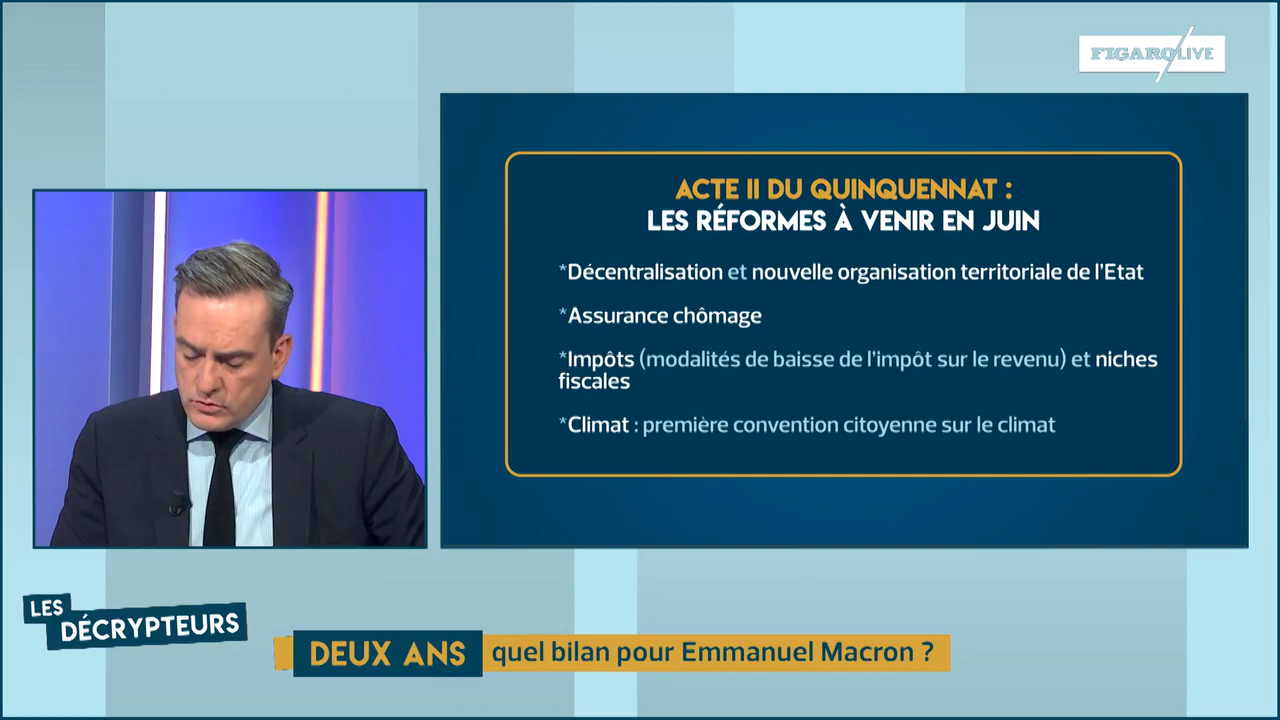 FIGAROLIVE
ACTE II DU QUINQUENNAT :
LES RÉFORMES À VENIR EN JUIN
*Décentralisation et nouvelle organisation territoriale de l'Etat
*Assurance chômage
*Impôts (modalités de baisse de l'impôt sur le revenu) et niches
fiscales
*Climat : première convention citoyenne sur le climat
LES
DÉCRYPTEURS
DEUX ANS quel bilan pour Emmanuel Macron ?